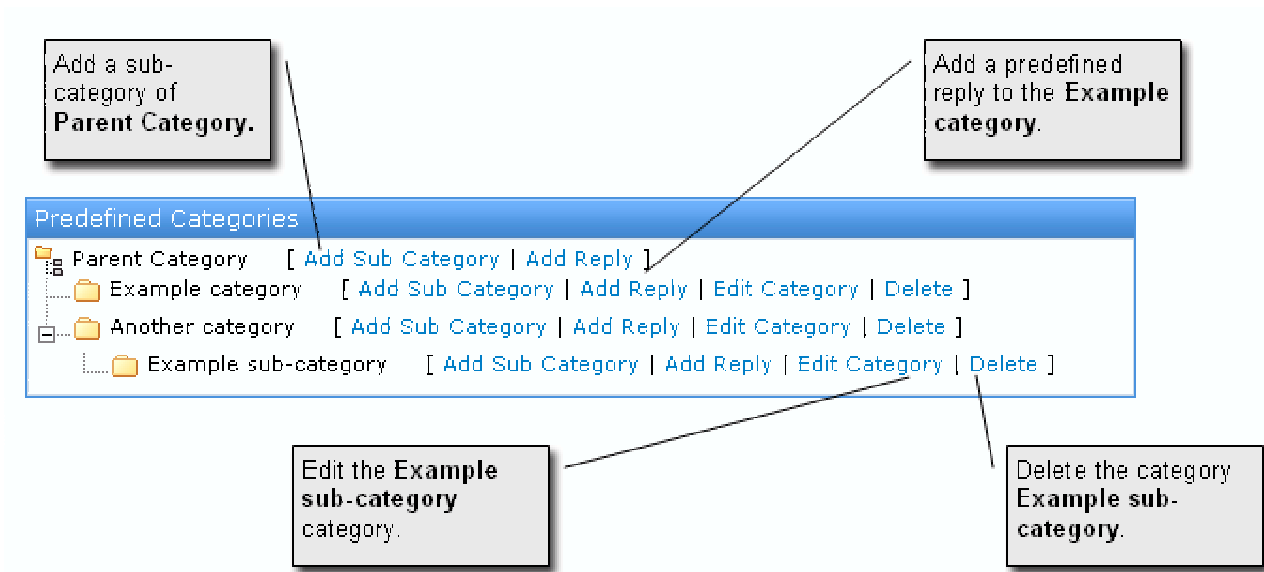 Add a sub-
category of
Parent Category.
Add a predefined
reply to the Example
category.
Predefined Categories
Parent Category [ Add Sub Category | Add Reply ]
Example category [ Add Sub Category | Add Reply | Edit Category | Delete ]
Another category [ Add Sub Category | Add Reply | Edit Category | Delete ]
Example sub-category [ Add Sub Category | Add Reply | Edit Category | Delete ]
Edit the Example
sub-category
category.
Delete the category
Example sub-
category.